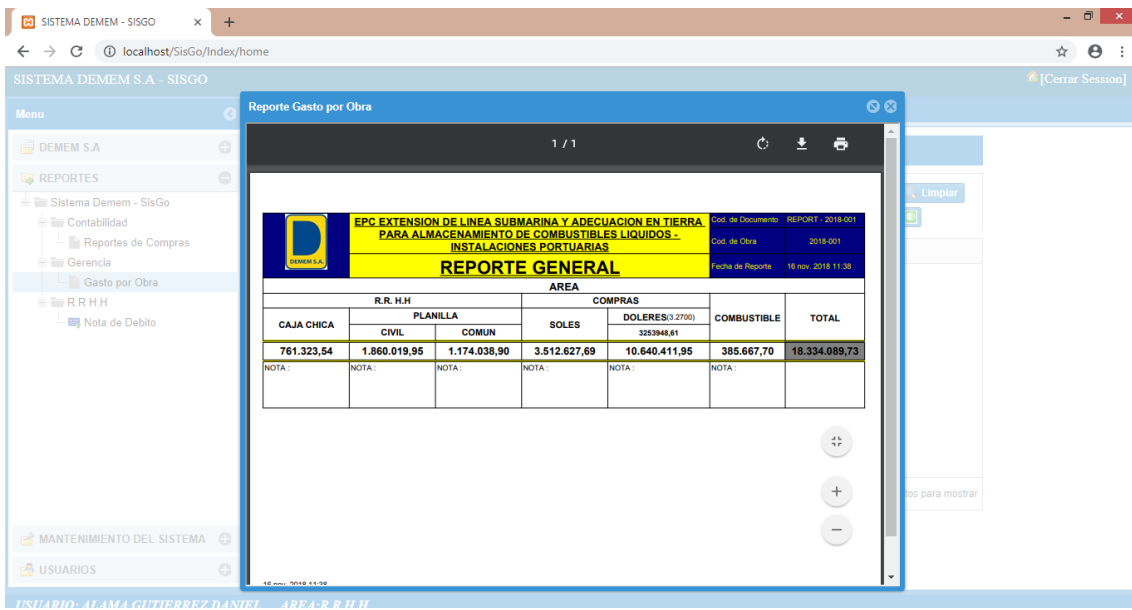 SISTEMA DEMEM - SISGO
localhost/SisGo/Index/home
SISTEMA DEMEM S.A - SISGO
[Cerrar Session]
Menu
DEMEM S.A
REPORTES
Sistema Demem - SisGo
Contabilidad
Reportes de Compras
Gerencia
Gasto por Obra
R.R H.H
Nota de Debito
MANTENIMIENTO DEL SISTEMA
USUARIOS
Limpiar
para mostrar
Reporte Gasto por Obra
1 / 1
DEMEM S.A.
EPC EXTENSION DE LINEA SUBMARINA Y ADECUACION EN TIERRA
PARA ALMACENAMIENTO DE COMBUSTIBLES LIQUIDOS -
INSTALACIONES PORTUARIAS
REPORTE GENERAL
Cod. de Documento REPORT - 2018-001
Cod. de Obra 2018-001
Fecha de Reporte 16 nov. 2018 11:38
AREA
R.R. H.H COMPRAS
CAJA CHICA PLANILLA SOLES DOLERES(3.2700) COMBUSTIBLE TOTAL
CIVIL COMUN 3253948,61
761.323,54 1.860.019,95 1.174.038,90 3.512.627,69 10.640.411,95 385.667,70 18.334.089,73
NOTA : NOTA : NOTA : NOTA : NOTA : NOTA :
16 nov. 2018 11:38
USUARIO: ALAMA GUTIERREZ DANIEL AREA:R.R H.H